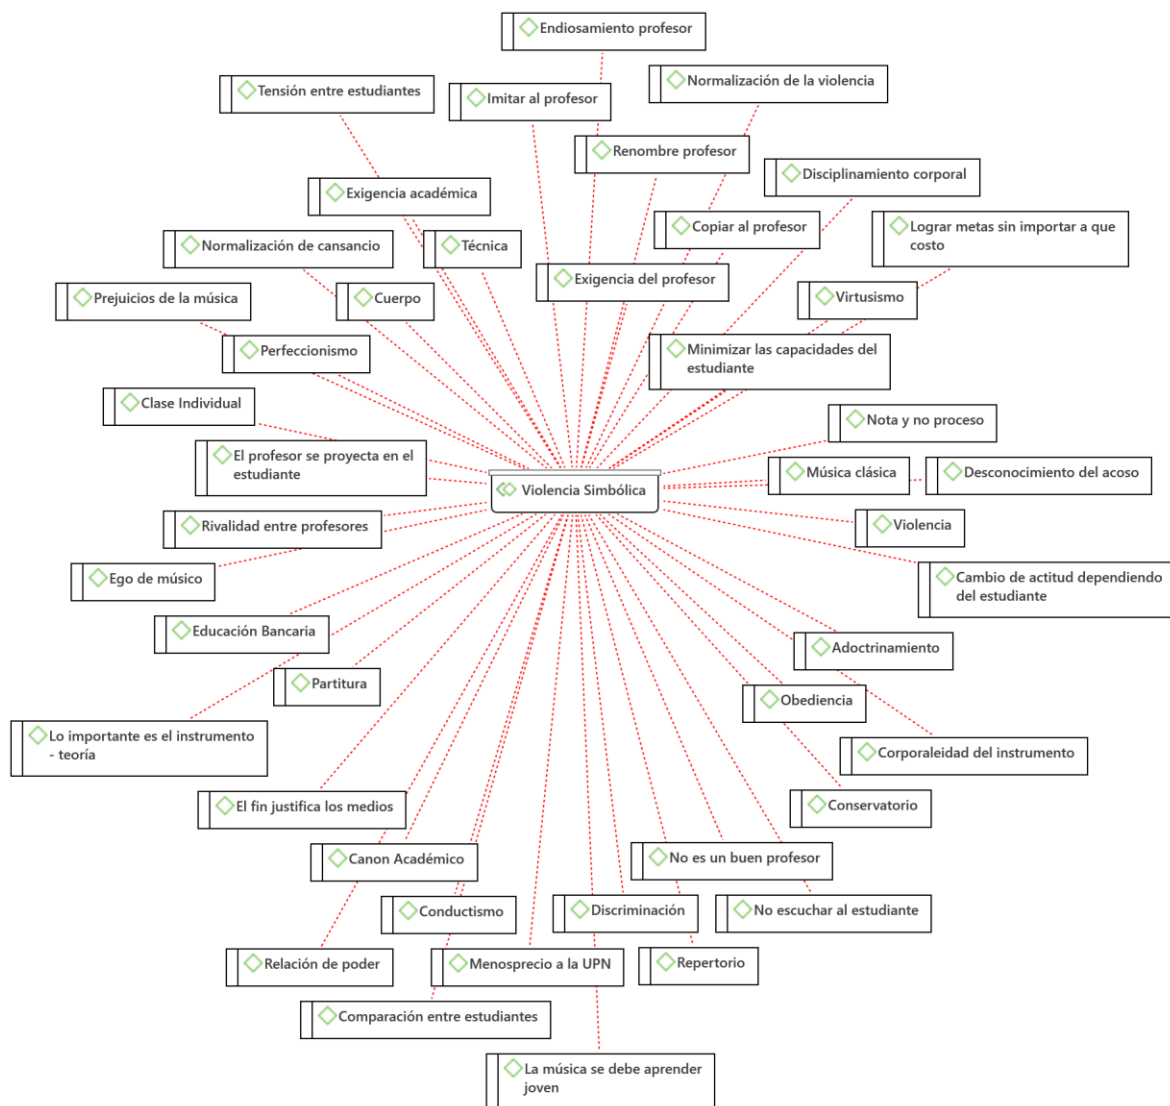 Endiosamiento profesor
Normalización de la violencia
Tensión entre estudiantes
Imitar al profesor
Renombre profesor
Disciplinamiento corporal
Exigencia académica
Copiar al profesor
Lograr metas sin importar a que
costo
Normalización de cansancio
Técnica
Exigencia del profesor
Prejuicios de la música
Cuerpo
Virtusismo
Perfeccionismo
Minimizar las capacidades del
estudiante
Clase Individual
Nota y no proceso
El profesor se proyecta en el
estudiante
Música clásica
Desconocimiento del acoso
Violencia Simbólica
Rivalidad entre profesores
Violencia
Ego de músico
Cambio de actitud dependiendo
del estudiante
Educación Bancaria
Adoctrinamiento
Partitura
Obediencia
Lo importante es el instrumento
- teoría
Corporaleidad del instrumento
El fin justifica los medios
Conservatorio
Canon Académico
No es un buen profesor
Conductismo
Discriminación
No escuchar al estudiante
Relación de poder
Menosprecio a la UPN
Repertorio
Comparación entre estudiantes
La música se debe aprender
joven